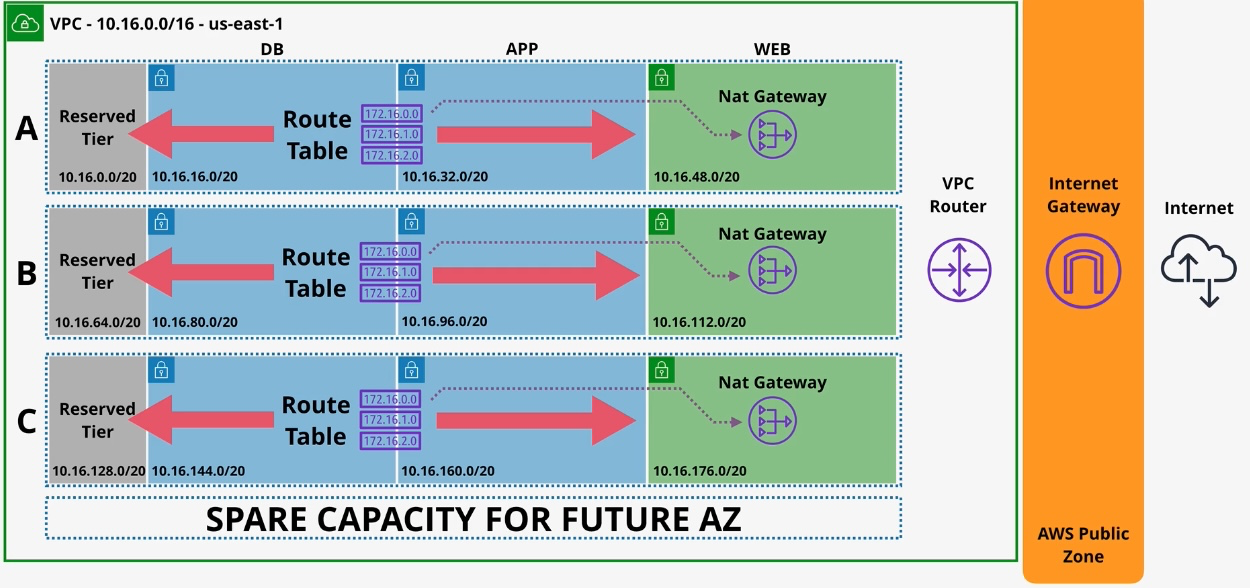 VPC - 10.16.0.0/16 - us-east-1
DB
APP
WEB
A
Reserved
Tier
10.16.0.0/20
Route
Table
172.16.0.0
172.16.1.0
172.16.2.0
10.16.16.0/20
10.16.32.0/20
Nat Gateway
10.16.48.0/20
B
Reserved
Tier
10.16.64.0/20
Route
Table
172.16.0.0
172.16.1.0
172.16.2.0
10.16.80.0/20
10.16.96.0/20
Nat Gateway
10.16.112.0/20
C
Reserved
Tier
10.16.128.0/20
Route
Table
172.16.0.0
172.16.1.0
172.16.2.0
10.16.144.0/20
10.16.160.0/20
Nat Gateway
10.16.176.0/20
SPARE CAPACITY FOR FUTURE AZ
VPC
Router
Internet
Gateway
AWS Public
Zone
Internet